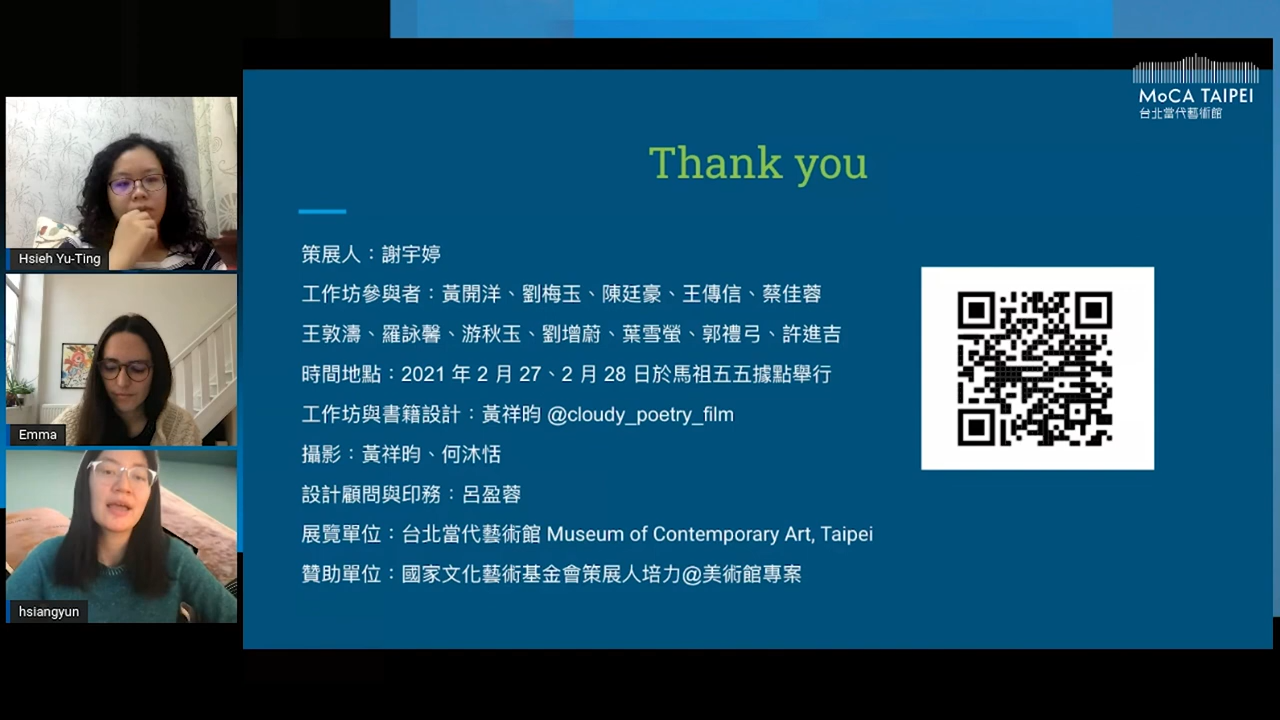 MoCA TAIPEI
台北當代藝術館
Thank you
策展人：謝宇婷
工作坊參與者：黃開洋、劉梅玉、陳廷豪、王傳信、蔡佳蓉
王敦濤、羅詠馨、游秋玉、劉增蔚、葉雪螢、郭禮弓、許進吉
時間地點：2021 年 2 月 27、2 月 28 日於馬祖五五據點舉行
工作坊與書籍設計：黃祥昀 @cloudy_poetry_film
攝影：黃祥昀、何沐恬
設計顧問與印務：呂盈蓉
展覽單位：台北當代藝術館 Museum of Contemporary Art, Taipei
贊助單位：國家文化藝術基金會策展人培力@美術館專案
Hsieh Yu-Ting
Emma
hsiangyun